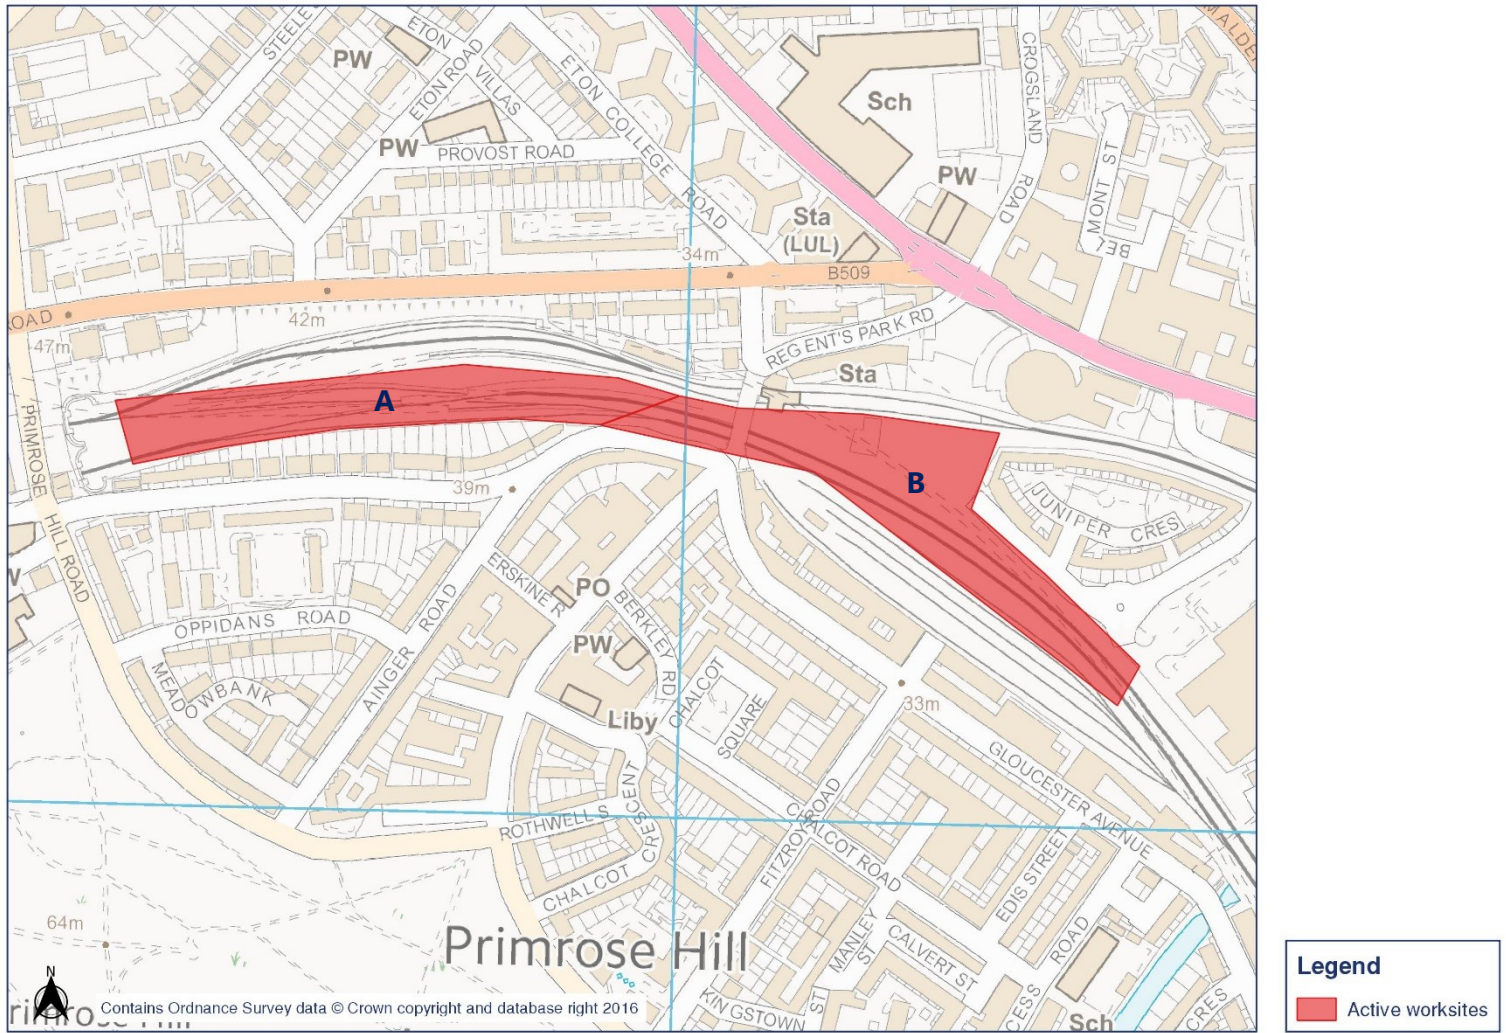 STEELE'S
PW
ETON
VILLAS
ETON ROAD
PW
PROVOST ROAD
ETON COLLEGE ROAD
Sch
CROGSLAND ROAD
PW
BELMONT ST
Sta
(LUL)
34m
B509
42m
ROAD
47m
REGENT'S PARK RD
Sta
A
B
PRIMROSE HILL ROAD
39m
JUNIPER CRES
ERSKINE R
PO
BERKLEY RD
PW
OPPIDANS ROAD
MEADOWBANK
AINGER ROAD
Liby
CHALCOT
SQUARE
33m
GLOUCESTER AVENUE
ROTHWELL S
CRESCENT
CHALCOT
FITZROY ROAD
CHALCOT ROAD
EDIS STREET
64m
Primrose Hill
MANLEY
ST
CALVERT ST
ROAD
KINGSTOWN
ST
CESS
Sch
CRES
N
Contains Ordnance Survey data © Crown copyright and database right 2016
Legend
Active worksites